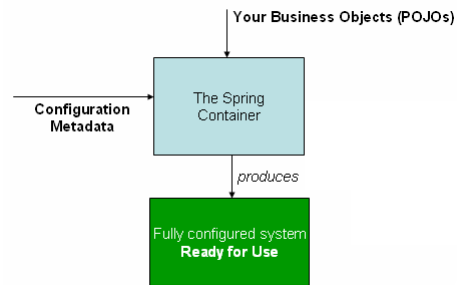 Your Business Objects (POJOs)
The Spring
Container
Configuration
Metadata
produces
Fully configured system
Ready for Use